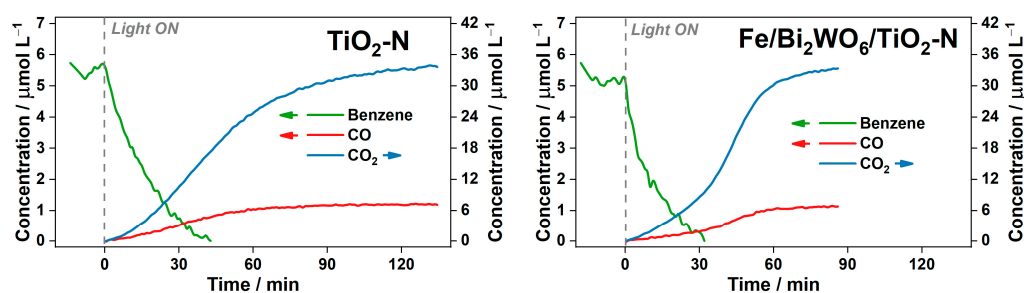 Light ON
TiO₂-N
Concentration / μmol L⁻¹
7
6
5
4
3
2
1
0
42
36
30
24
18
12
6
0
Concentration / μmol L⁻¹
Benzene
CO
CO₂
0 30 60 90 120
Time / min
Light ON
Fe/Bi₂WO₆/TiO₂-N
Concentration / μmol L⁻¹
7
6
5
4
3
2
1
0
42
36
30
24
18
12
6
0
Concentration / μmol L⁻¹
Benzene
CO
CO₂
0 30 60 90 120
Time / min